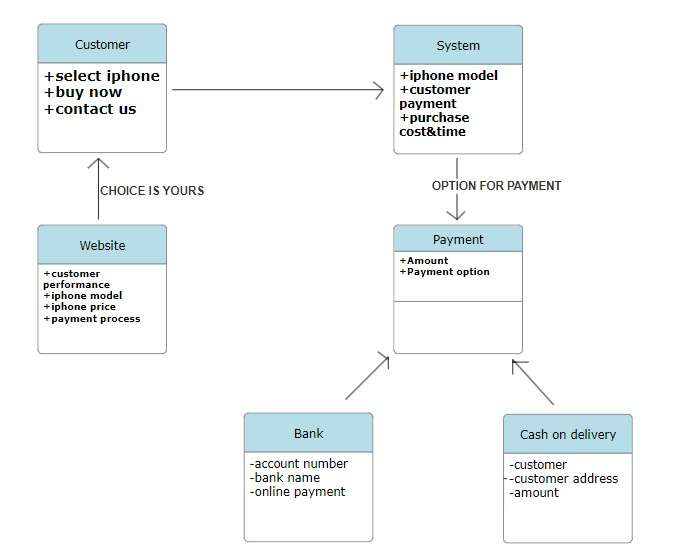 Customer
+select iphone
+buy now
+contact us
System
+iphone model
+customer
payment
+purchase
cost&time
CHOICE IS YOURS
OPTION FOR PAYMENT
Website
+customer
performance
+iphone model
+iphone price
+payment process
Payment
+Amount
+Payment option
Bank
-account number
-bank name
-online payment
Cash on delivery
-customer
--customer address
-amount